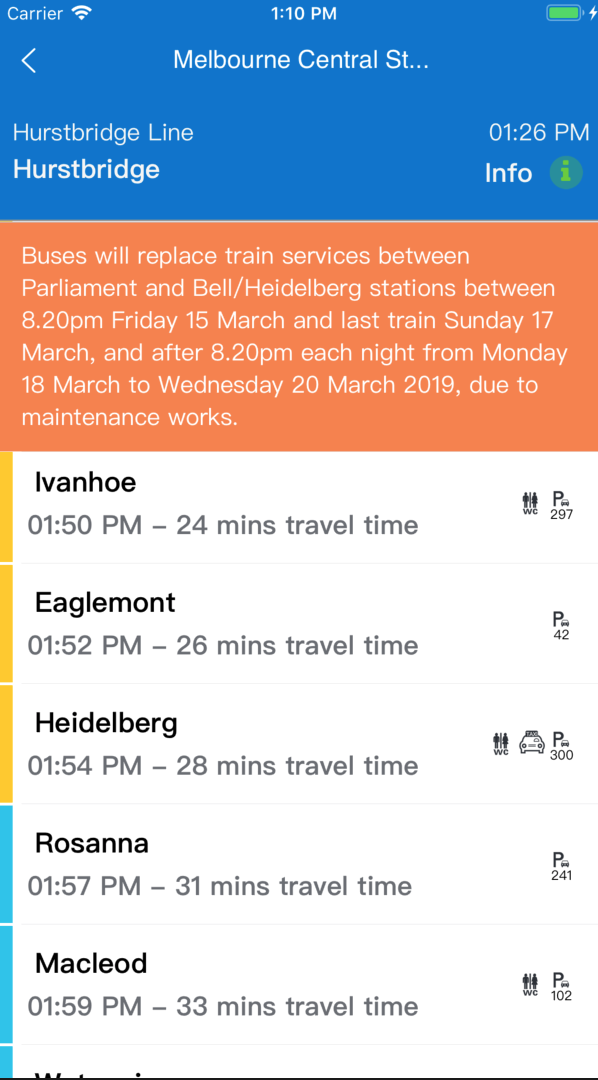 Carrier 1:10 PM
Melbourne Central St...
Hurstbridge Line 01:26 PM
Hurstbridge Info i
Buses will replace train services between
Parliament and Bell/Heidelberg stations between
8.20pm Friday 15 March and last train Sunday 17
March, and after 8.20pm each night from Monday
18 March to Wednesday 20 March 2019, due to
maintenance works.
Ivanhoe
WC P 297
01:50 PM – 24 mins travel time
Eaglemont
P 42
01:52 PM – 26 mins travel time
Heidelberg
WC TAXI P 300
01:54 PM – 28 mins travel time
Rosanna
P 241
01:57 PM – 31 mins travel time
Macleod
WC P 102
01:59 PM – 33 mins travel time